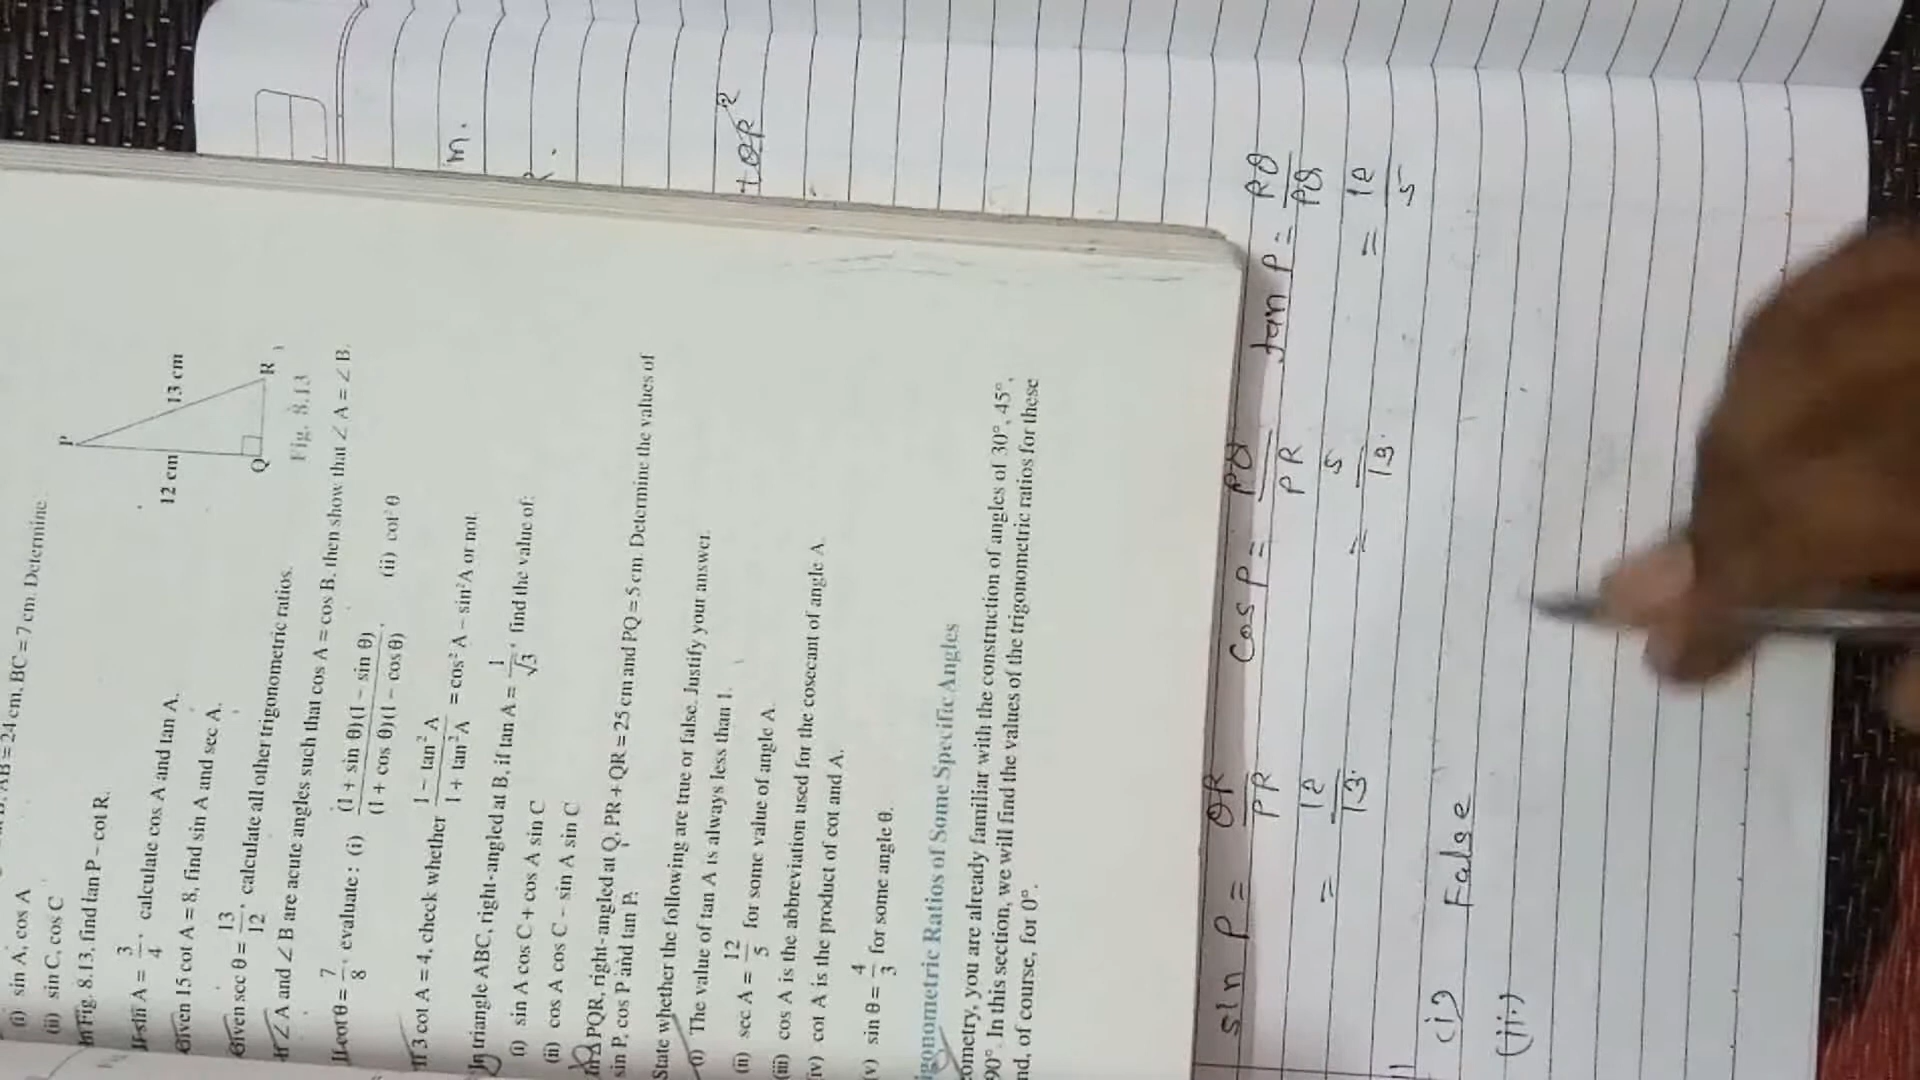 AB = 24 cm, BC = 7 cm. Determine
(i) sin A, cos A
(ii) sin C, cos C
In Fig. 8.13, find tan P – cot R.
If sin A = 3/4, calculate cos A and tan A.
Given 15 cot A = 8, find sin A and sec A.
Given sec θ = 13/12, calculate all other trigonometric ratios.
If ∠ A and ∠ B are acute angles such that cos A = cos B, then show that ∠ A = ∠ B.
If cot θ = 7/8, evaluate : (i) (1 + sin θ)(1 – sin θ)/(1 + cos θ)(1 – cos θ), (ii) cot² θ
If 3 cot A = 4, check whether 1 – tan² A/1 + tan² A = cos² A – sin² A or not.
In triangle ABC, right-angled at B, if tan A = 1/√3, find the value of:
(i) sin A cos C + cos A sin C
(ii) cos A cos C – sin A sin C
In Δ PQR, right-angled at Q, PR + QR = 25 cm and PQ = 5 cm. Determine the values of
sin P, cos P and tan P.
State whether the following are true or false. Justify your answer.
(i) The value of tan A is always less than 1.
(ii) sec A = 12/5 for some value of angle A.
(iii) cos A is the abbreviation used for the cosecant of angle A.
(iv) cot A is the product of cot and A.
(v) sin θ = 4/3 for some angle θ.
igonometric Ratios of Some Specific Angles
ometry, you are already familiar with the construction of angles of 30°, 45°,
90°. In this section, we will find the values of the trigonometric ratios for these
nd, of course, for 0°.
P
12 cm
13 cm
Q
R
Fig. 8.13
m.
sin P = QR/PR cos P = PQ/PR tan P = RQ/PQ
= 12/13 = 5/13 = 12/5
(i) False
(ii)